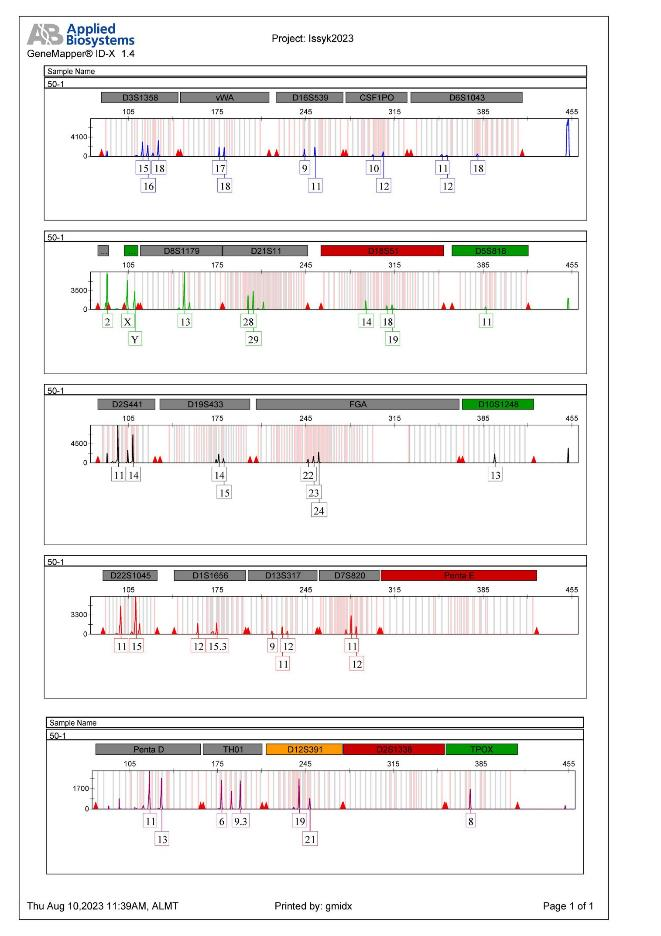 AB Applied
Biosystems
GeneMapper® ID-X 1.4
Project: Issyk2023
Sample Name
50-1
D3S1358 vWA D16S539 CSF1PO D6S1043
105 175 245 315 385 455
4100
0
15 18 17 9 10 11 18
16 18 11 12 12
50-1
... ... D8S1179 D21S11 D18S51 D5S818
105 175 245 315 385 455
3500
0
2 X 13 28 14 18 11
Y 29 19
50-1
D2S441 D19S433 FGA D10S1248
105 175 245 315 385 455
4600
0
11 14 14 22 13
15 23
24
50-1
D22S1045 D1S1656 D13S317 D7S820 Penta E
105 175 245 315 385 455
3300
0
11 15 12 15.3 9 12 11
11 12
Sample Name
50-1
Penta D TH01 D12S391 D2S1338 TPOX
105 175 245 315 385 455
1700
0
11 6 9.3 19 8
13 21
Thu Aug 10,2023 11:39AM, ALMT Printed by: gmidx Page 1 of 1